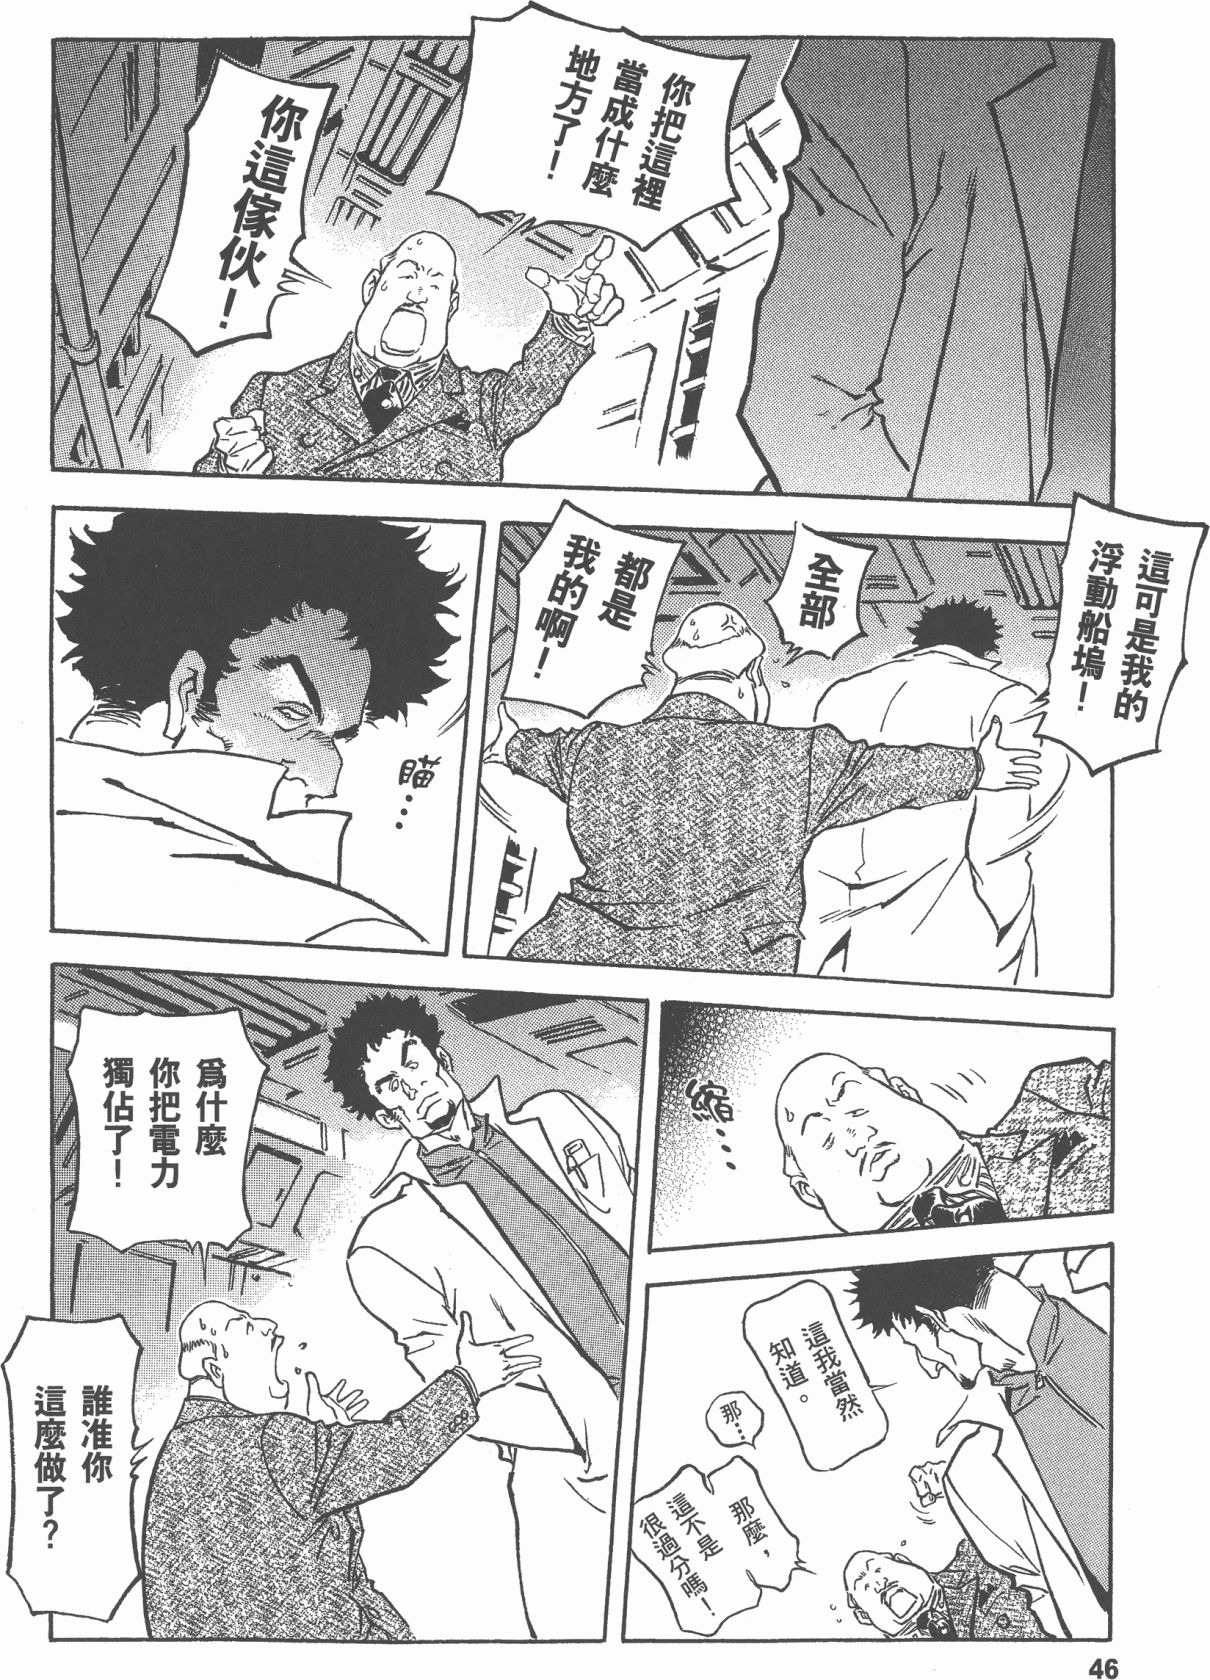 你把這裡
當成什麼
地方了！
你這傢伙！
這可是我的
浮動船塢！
全部
都是
我的啊！
瞄…
縮…
這我當然
知道。
那…
那麼，
這不是
很過分嗎！
爲什麼
你把電力
獨佔了！
誰准你
這麼做了？
46